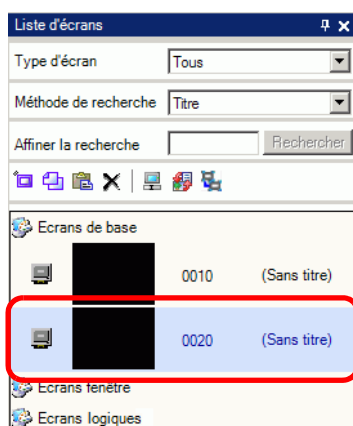 Liste d'écrans
Type d'écran Tous
Méthode de recherche Titre
Affiner la recherche Rechercher
Ecrans de base
0010 (Sans titre)
0020 (Sans titre)
Ecrans fenêtre
Ecrans logiques